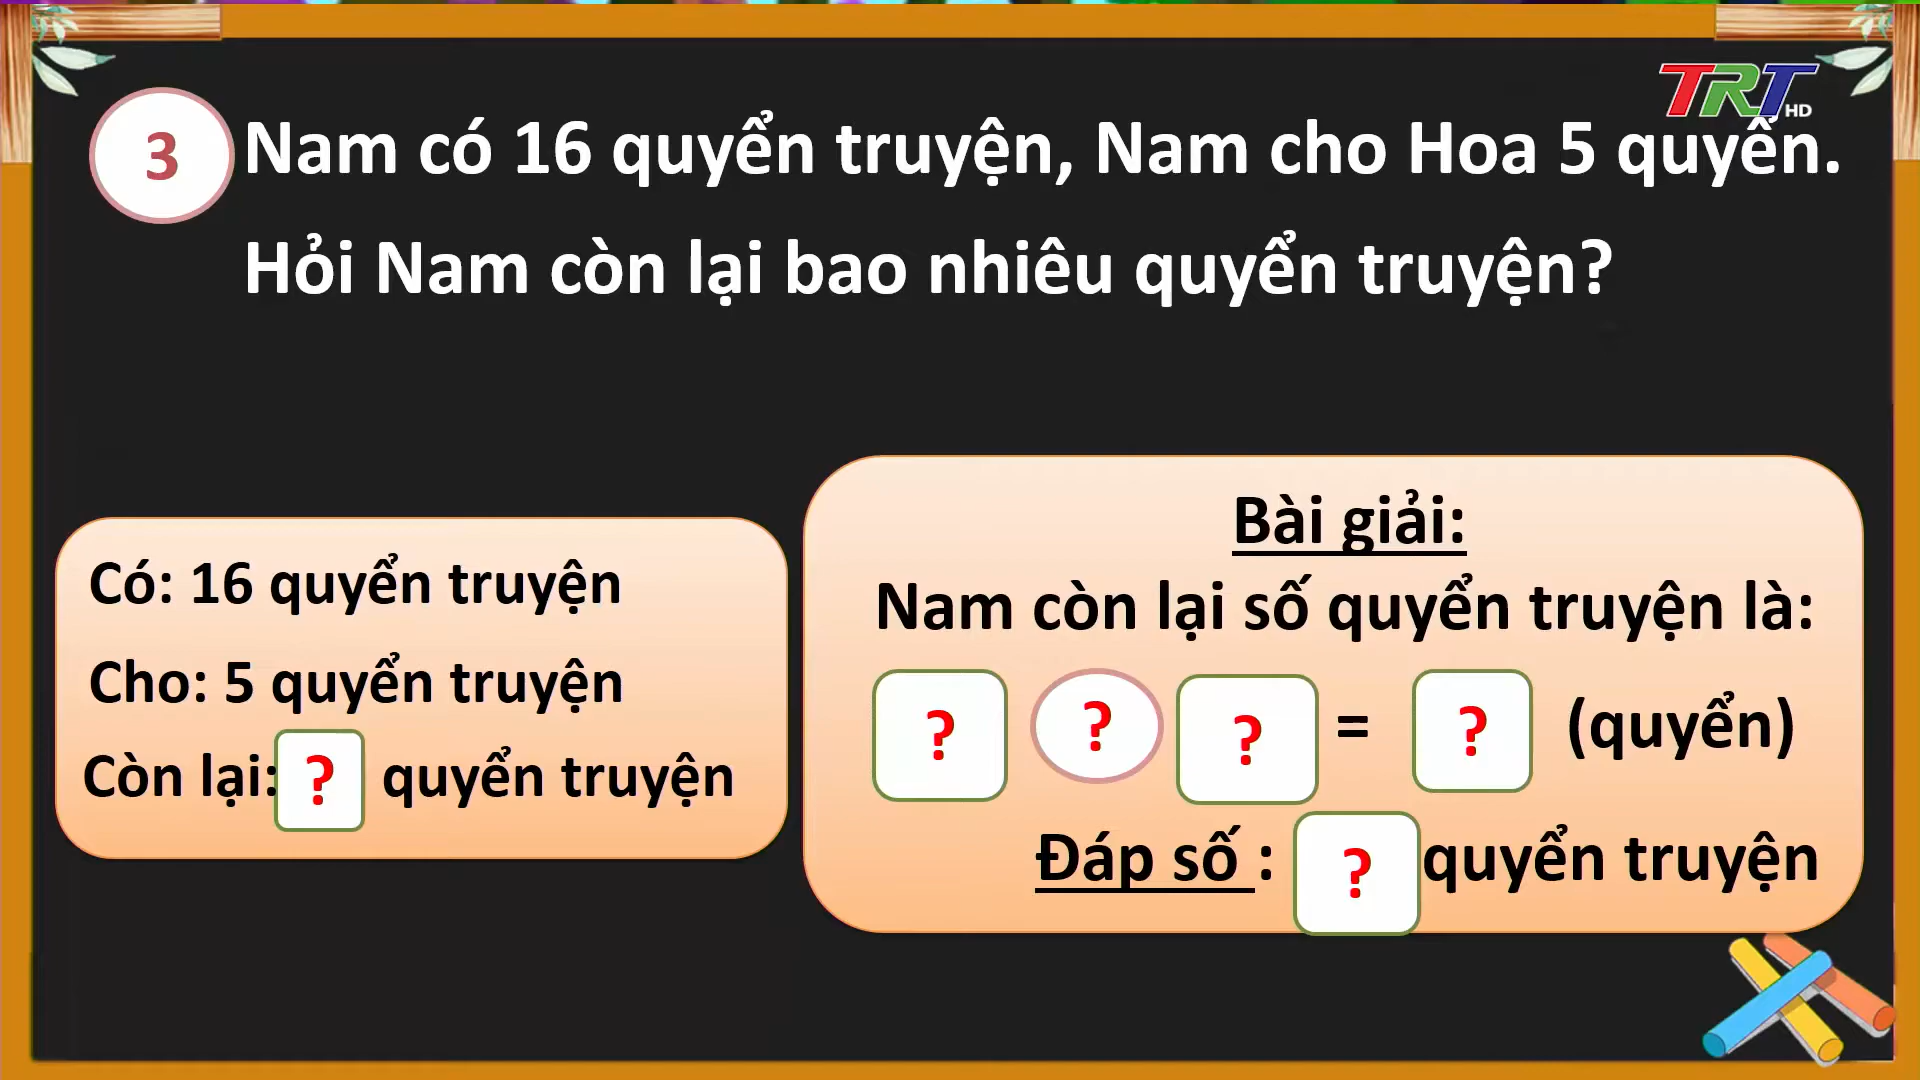 TRT HD
3 Nam có 16 quyển truyện, Nam cho Hoa 5 quyển.
Hỏi Nam còn lại bao nhiêu quyển truyện?
Có: 16 quyển truyện
Cho: 5 quyển truyện
Còn lại: ? quyển truyện
Bài giải:
Nam còn lại số quyển truyện là:
? ? ? = ? (quyển)
Đáp số : ? quyển truyện